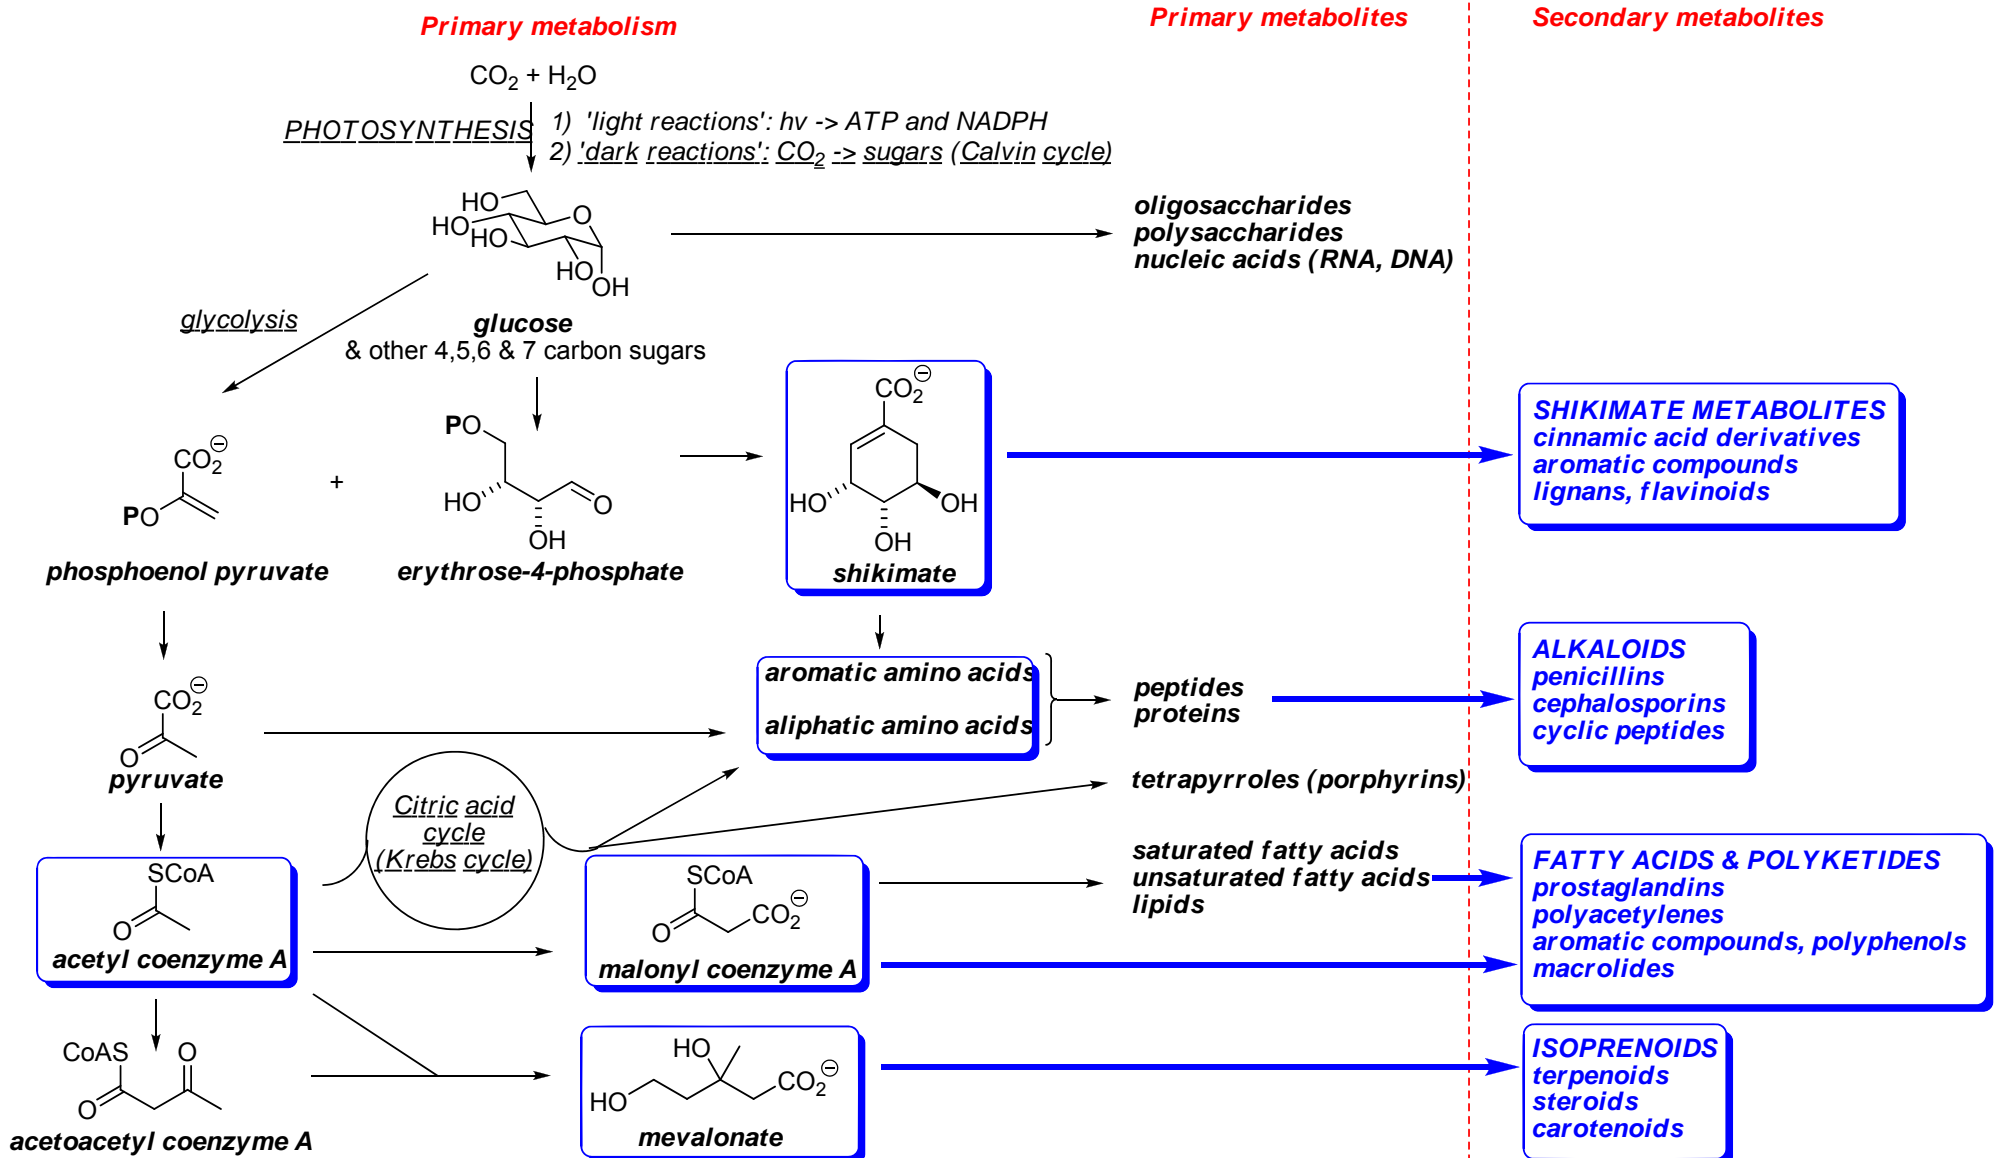 Primary metabolism
Primary metabolites
Secondary metabolites
CO2 + H2O
PHOTOSYNTHESIS
1) 'light reactions': hv -> ATP and NADPH
2) 'dark reactions': CO2 -> sugars (Calvin cycle)
HO
HO
HO
O
HO
OH
oligosaccharides
polysaccharides
nucleic acids (RNA, DNA)
glycolysis
glucose
& other 4,5,6 & 7 carbon sugars
CO2⊖
PO
+
PO
HO
O
OH
CO2⊖
HO
OH
OH
SHIKIMATE METABOLITES
cinnamic acid derivatives
aromatic compounds
lignans, flavinoids
phosphoenol pyruvate
erythrose-4-phosphate
shikimate
CO2⊖
O
pyruvate
aromatic amino acids
aliphatic amino acids
peptides
proteins
ALKALOIDS
penicillins
cephalosporins
cyclic peptides
tetrapyrroles (porphyrins)
Citric acid
cycle
(Krebs cycle)
SCoA
O
acetyl coenzyme A
SCoA
CO2⊖
O
malonyl coenzyme A
saturated fatty acids
unsaturated fatty acids
lipids
FATTY ACIDS & POLYKETIDES
prostaglandins
polyacetylenes
aromatic compounds, polyphenols
macrolides
CoAS
O
O
acetoacetyl coenzyme A
HO
HO
CO2⊖
mevalonate
ISOPRENOIDS
terpenoids
steroids
carotenoids